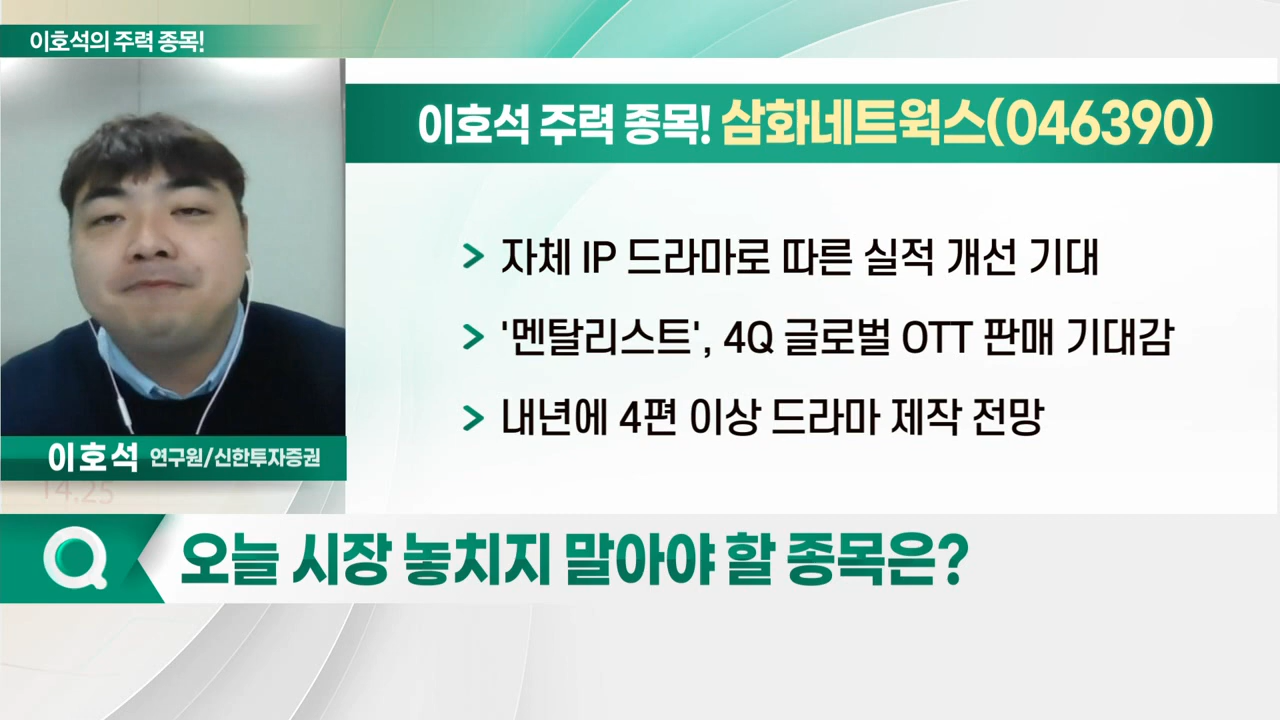 이호석의 주력 종목!
이호석 주력 종목! 삼화네트웍스(046390)
> 자체 IP 드라마로 따른 실적 개선 기대
> '멘탈리스트', 4Q 글로벌 OTT 판매 기대감
> 내년에 4편 이상 드라마 제작 전망
이호석 연구원/신한투자증권
14.25
Q 오늘 시장 놓치지 말아야 할 종목은?